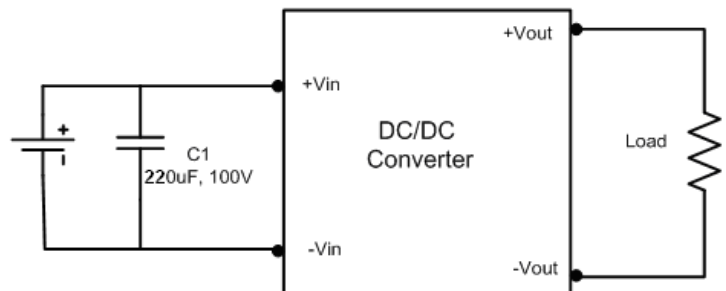 +Vout
+Vin
DC/DC
Converter
Load
+
-
C1
220uF, 100V
-Vin
-Vout